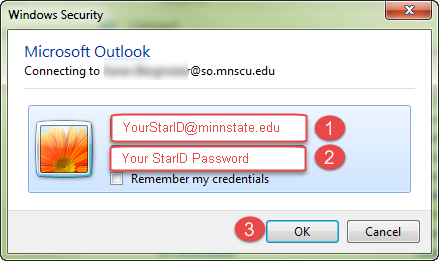 Windows Security
Microsoft Outlook
Connecting to r@so.mnscu.edu
YourStarID@minnstate.edu 1
Your StarID Password 2
Remember my credentials
3 OK Cancel